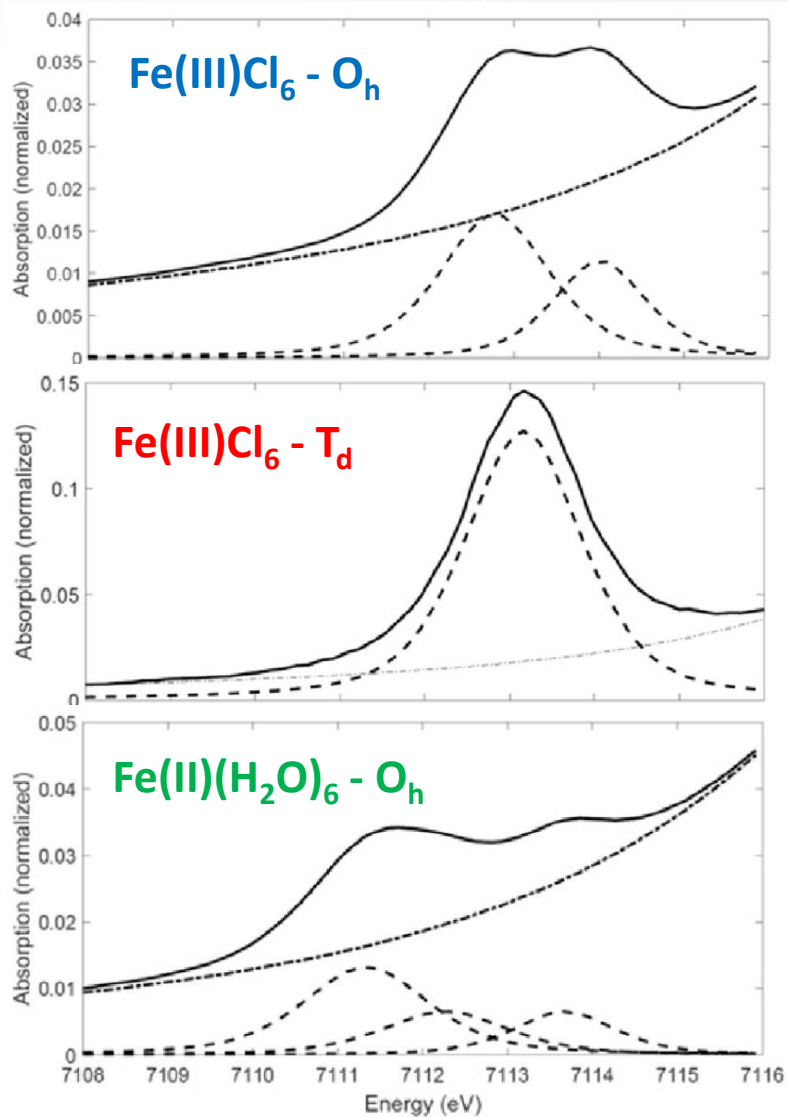 0.04
Fe(III)Cl₆ - Oₕ
0.035
0.03
0.025
0.02
0.015
0.01
0.005
0
Absorption (normalized)
0.15
Fe(III)Cl₆ - T_d
0.1
0.05
0
Absorption (normalized)
0.05
Fe(II)(H₂O)₆ - Oₕ
0.04
0.03
0.02
0.01
0
Absorption (normalized)
7108 7109 7110 7111 7112 7113 7114 7115 7116
Energy (eV)